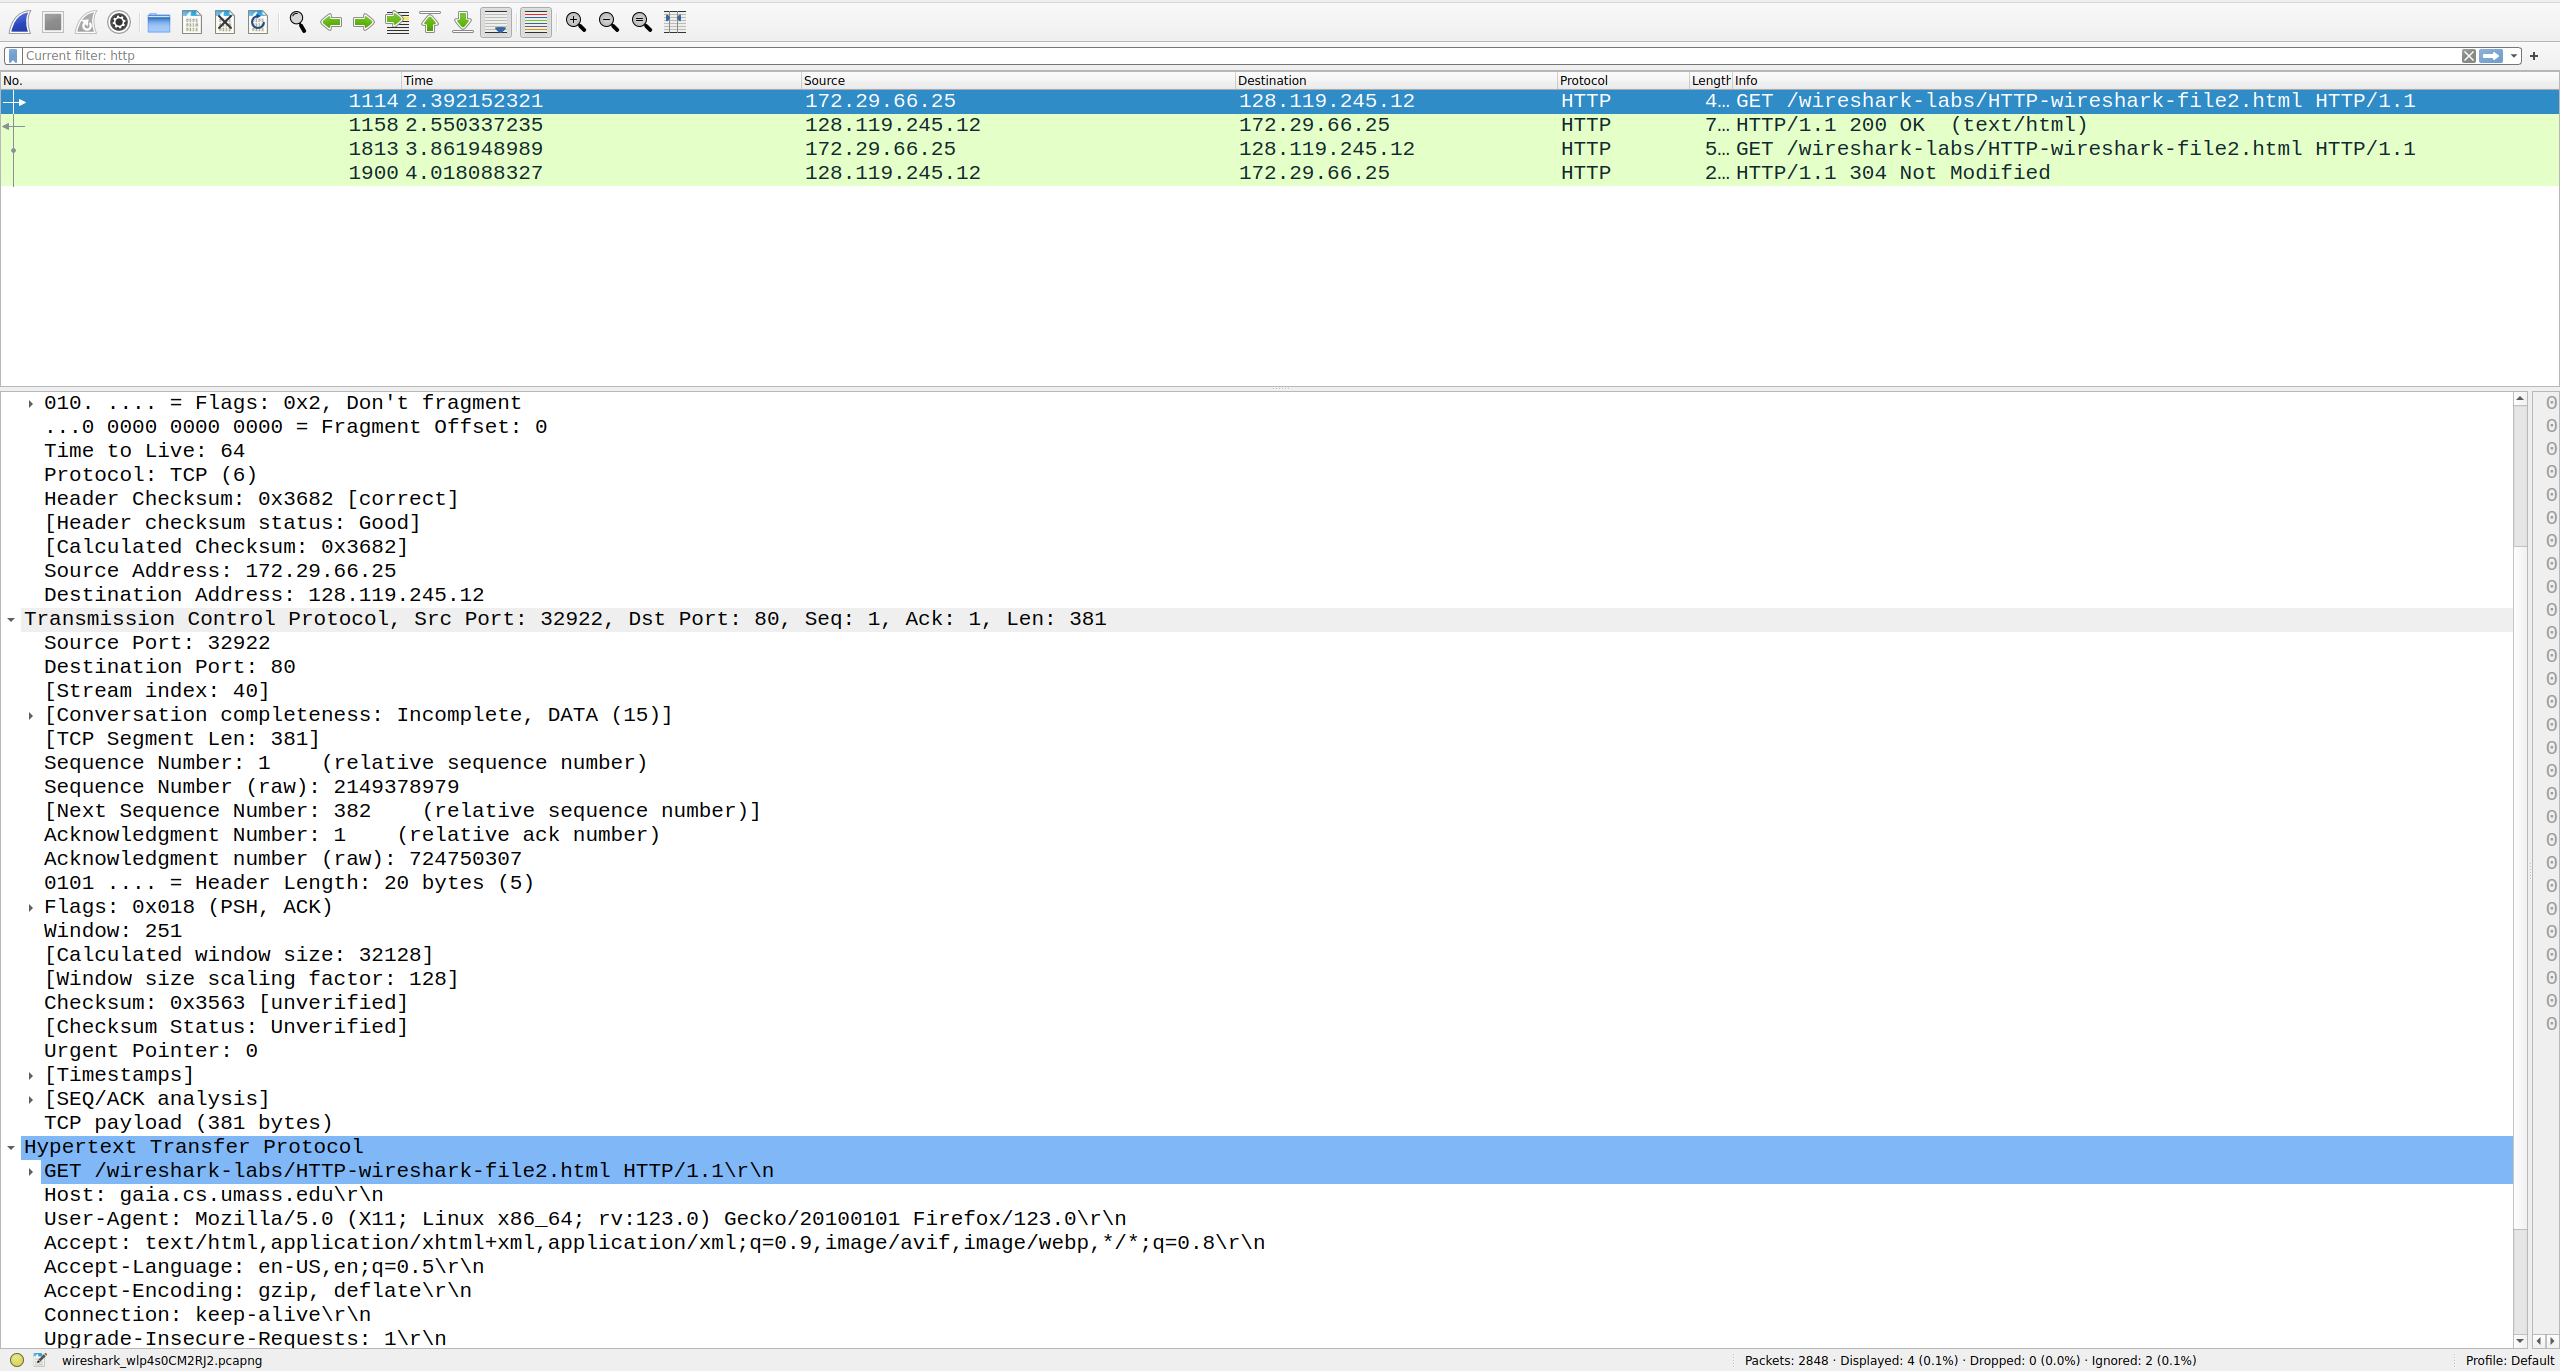 Current filter: http
No. Time Source Destination Protocol Length Info
1114 2.392152321 172.29.66.25 128.119.245.12 HTTP 4… GET /wireshark-labs/HTTP-wireshark-file2.html HTTP/1.1
1158 2.550337235 128.119.245.12 172.29.66.25 HTTP 7… HTTP/1.1 200 OK  (text/html)
1813 3.861948989 172.29.66.25 128.119.245.12 HTTP 5… GET /wireshark-labs/HTTP-wireshark-file2.html HTTP/1.1
1900 4.018088327 128.119.245.12 172.29.66.25 HTTP 2… HTTP/1.1 304 Not Modified
010. .... = Flags: 0x2, Don't fragment
...0 0000 0000 0000 = Fragment Offset: 0
Time to Live: 64
Protocol: TCP (6)
Header Checksum: 0x3682 [correct]
[Header checksum status: Good]
[Calculated Checksum: 0x3682]
Source Address: 172.29.66.25
Destination Address: 128.119.245.12
Transmission Control Protocol, Src Port: 32922, Dst Port: 80, Seq: 1, Ack: 1, Len: 381
Source Port: 32922
Destination Port: 80
[Stream index: 40]
[Conversation completeness: Incomplete, DATA (15)]
[TCP Segment Len: 381]
Sequence Number: 1    (relative sequence number)
Sequence Number (raw): 2149378979
[Next Sequence Number: 382    (relative sequence number)]
Acknowledgment Number: 1    (relative ack number)
Acknowledgment number (raw): 724750307
0101 .... = Header Length: 20 bytes (5)
Flags: 0x018 (PSH, ACK)
Window: 251
[Calculated window size: 32128]
[Window size scaling factor: 128]
Checksum: 0x3563 [unverified]
[Checksum Status: Unverified]
Urgent Pointer: 0
[Timestamps]
[SEQ/ACK analysis]
TCP payload (381 bytes)
Hypertext Transfer Protocol
GET /wireshark-labs/HTTP-wireshark-file2.html HTTP/1.1\r\n
Host: gaia.cs.umass.edu\r\n
User-Agent: Mozilla/5.0 (X11; Linux x86_64; rv:123.0) Gecko/20100101 Firefox/123.0\r\n
Accept: text/html,application/xhtml+xml,application/xml;q=0.9,image/avif,image/webp,*/*;q=0.8\r\n
Accept-Language: en-US,en;q=0.5\r\n
Accept-Encoding: gzip, deflate\r\n
Connection: keep-alive\r\n
Upgrade-Insecure-Requests: 1\r\n
wireshark_wlp4s0CM2RJ2.pcapng
Packets: 2848 · Displayed: 4 (0.1%) · Dropped: 0 (0.0%) · Ignored: 2 (0.1%)
Profile: Default